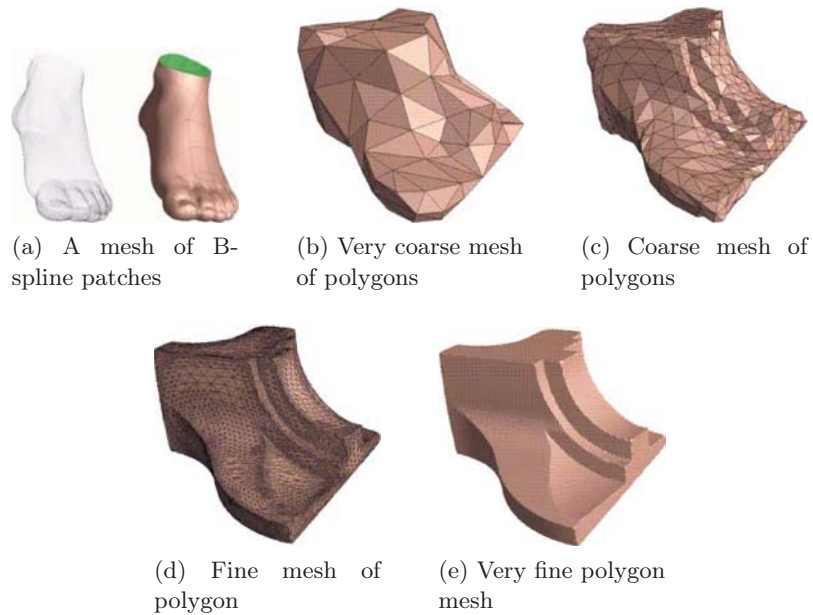 (a) A mesh of B-
spline patches
(b) Very coarse mesh
of polygons
(c) Coarse mesh of
polygons
(d) Fine mesh of
polygon
(e) Very fine polygon
mesh